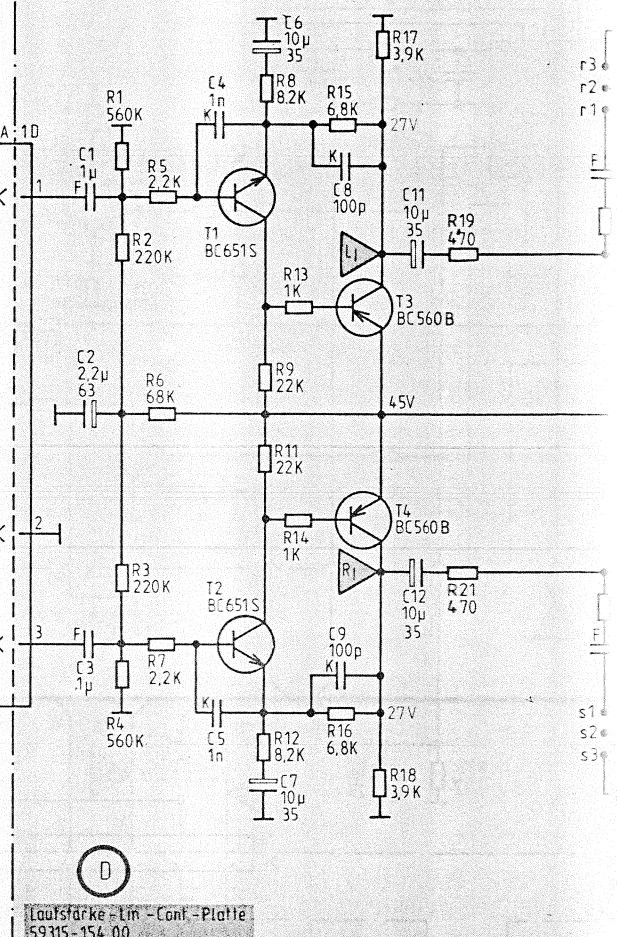 C6
10µ
35
R17
3,9K
R8
8.2K
C4
1n
K
R15
6,8K
27V
R1
560K
r3
r2
r1
A 1D
C1
1µ
F
1
R5
2,2K
K
C8
100p
F
T1
BC651S
C11
10µ
35
R19
470
R2
220K
L1
R13
1K
T3
BC560B
C2
2,2µ
63
R6
68K
R9
22K
45V
R11
22K
2
T4
BC560B
R14
1K
R3
220K
T2
BC651S
R1
C12
10µ
35
R21
470
3
F
C3
.1µ
R7
2,2K
C9
100p
K
F
K
R4
560K
C5
1n
R12
8,2K
R16
6,8K
27V
s1
s2
s3
C7
10µ
35
R18
3,9K
D
Lautstärke-Lin.-Cont.-Platte
59315-154.00